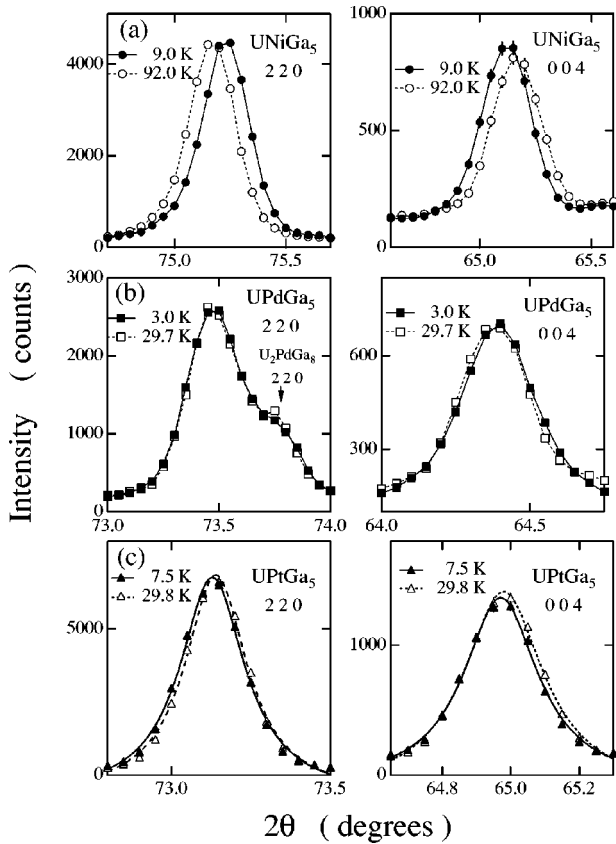 (a)
UNiGa5
9.0 K
92.0 K
2 2 0
4000
2000
0
75.0
75.5
UNiGa5
9.0 K
92.0 K
0 0 4
1000
500
0
65.0
65.5
(b)
UPdGa5
3.0 K
29.7 K
2 2 0
U2PdGa8
2 2 0
3000
2000
1000
0
73.0
73.5
74.0
UPdGa5
3.0 K
29.7 K
0 0 4
600
300
64.0
64.5
(c)
UPtGa5
7.5 K
29.8 K
2 2 0
5000
0
73.0
73.5
UPtGa5
7.5 K
29.8 K
0 0 4
1000
0
64.8
65.0
65.2
Intensity ( counts )
2θ ( degrees )